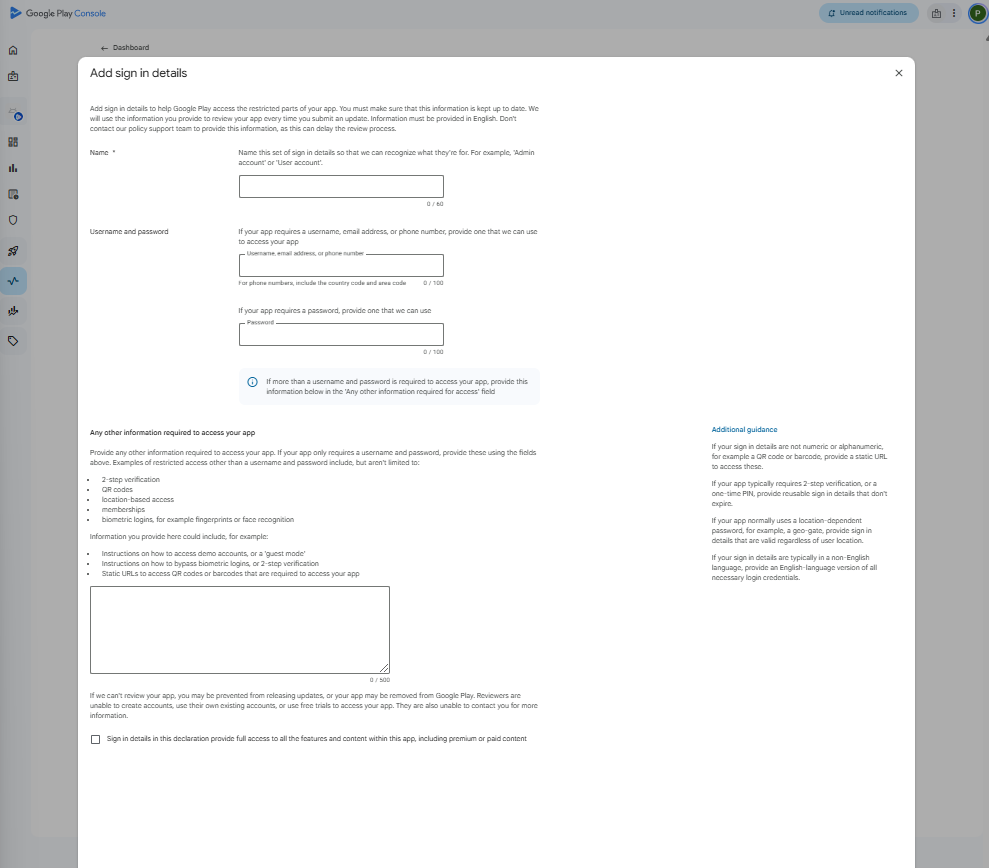 Google Play Console
Unread notifications
P
← Dashboard
Add sign in details
Add sign in details to help Google Play access the restricted parts of your app. You must make sure that this information is kept up to date. We
will use the information you provide to review your app every time you submit an update. Information must be provided in English. Don't
contact our policy support team to provide this information, as this can delay the review process.
Name *
Name this set of sign in details so that we can recognize what they're for. For example, 'Admin
account' or 'User account'.
0 / 60
Username and password
If your app requires a username, email address, or phone number, provide one that we can use
to access your app
Username, email address, or phone number
For phone numbers, include the country code and area code
0 / 100
If your app requires a password, provide one that we can use
Password
0 / 100
If more than a username and password is required to access your app, provide this
information below in the 'Any other information required for access' field
Any other information required to access your app
Provide any other information required to access your app. If your app only requires a username and password, provide these using the fields
above. Examples of restricted access other than a username and password include, but aren't limited to:
• 2-step verification
• QR codes
• location-based access
• memberships
• biometric logins, for example fingerprints or face recognition
Information you provide here could include, for example:
• Instructions on how to access demo accounts, or a 'guest mode'
• Instructions on how to bypass biometric logins, or 2-step verification
• Static URLs to access QR codes or barcodes that are required to access your app
0 / 500
If we can't review your app, you may be prevented from releasing updates, or your app may be removed from Google Play. Reviewers are
unable to create accounts, use their own existing accounts, or use free trials to access your app. They are also unable to contact you for more
information.
Sign in details in this declaration provide full access to all the features and content within this app, including premium or paid content
Additional guidance
If your sign in details are not numeric or alphanumeric,
for example a QR code or barcode, provide a static URL
to access these.
If your app typically requires 2-step verification, or a
one-time PIN, provide reusable sign in details that don't
expire.
If your app normally uses a location-dependent
password, for example, a geo-gate, provide sign in
details that are valid regardless of user location.
If your sign in details are typically in a non-English
language, provide an English-language version of all
necessary login credentials.